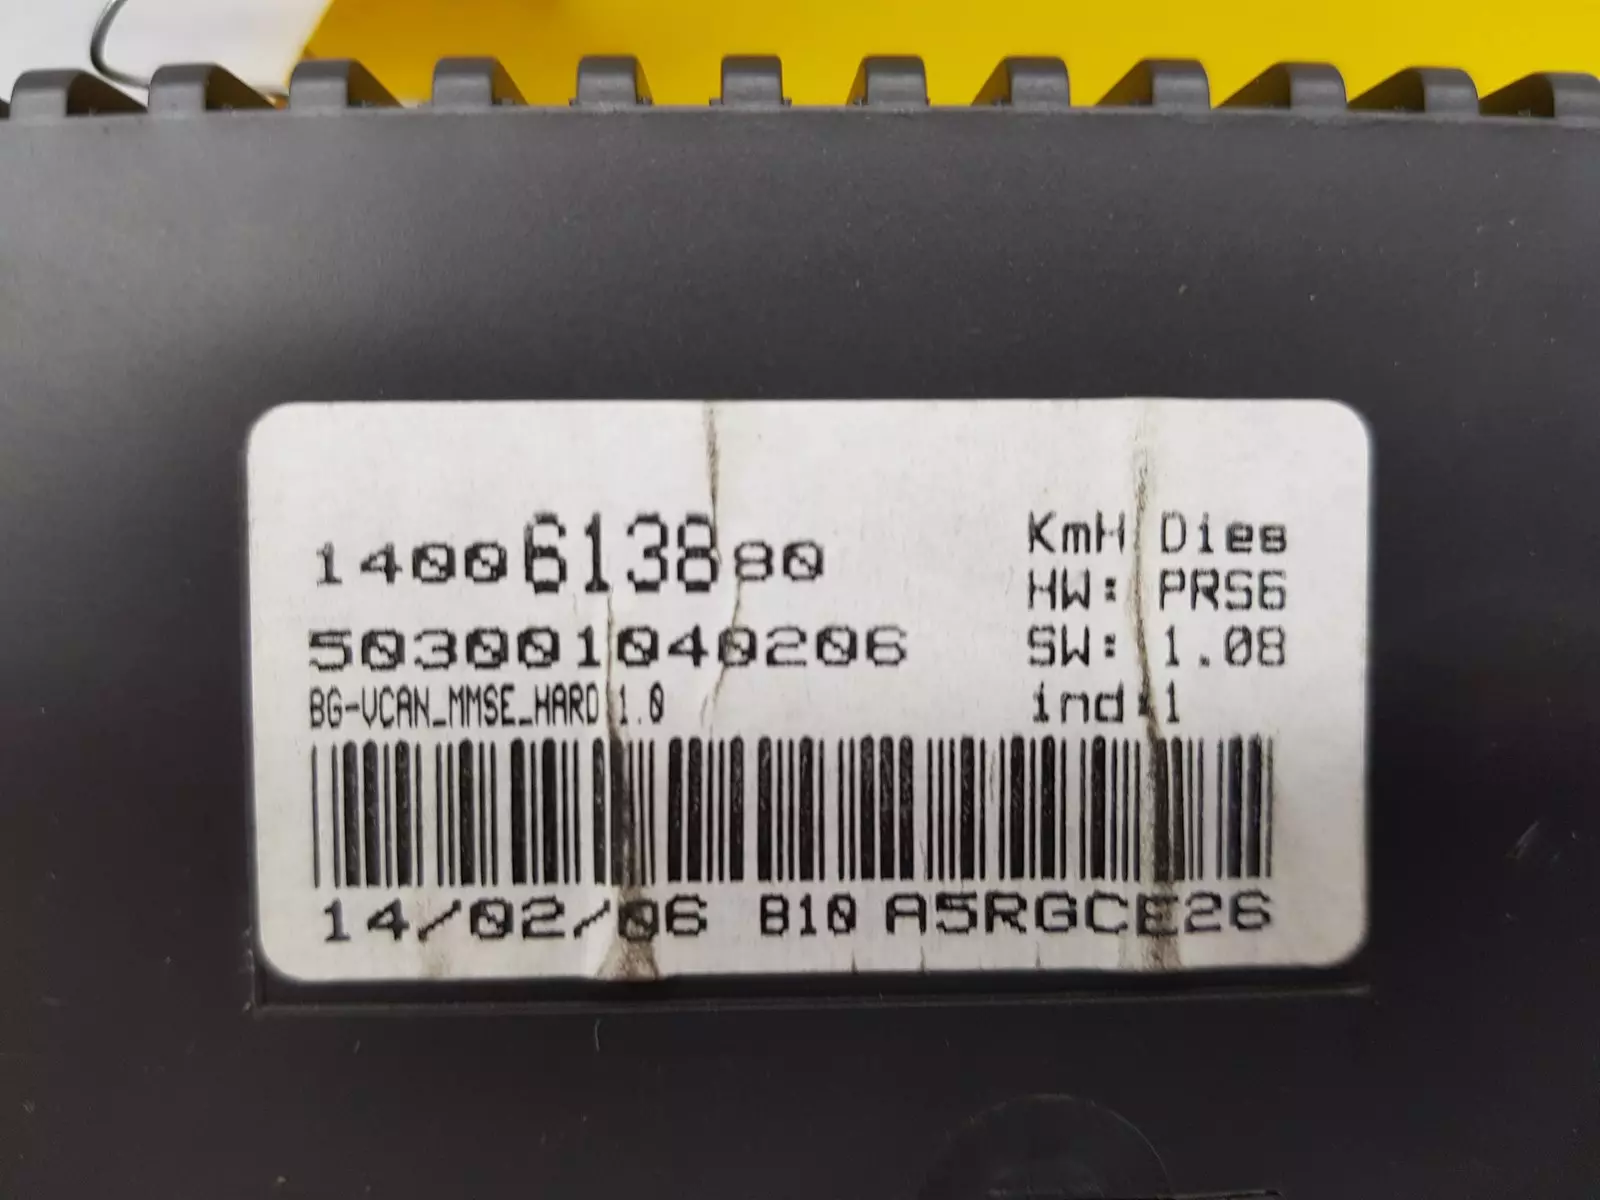 1400613880 KmH Dies
HW: PRS6
503001040206 SW: 1.08
BG-VCAN_MMSE_HARD 1.0 ind:1
14/02/06 B10 A5RGCE26